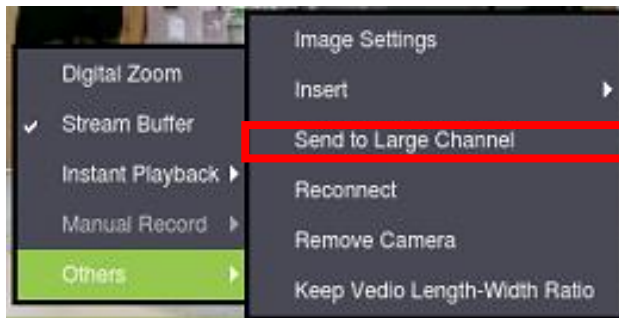 Digital Zoom
Stream Buffer
Instant Playback
Manual Record
Others
Image Settings
Insert
Send to Large Channel
Reconnect
Remove Camera
Keep Vedio Length-Width Ratio